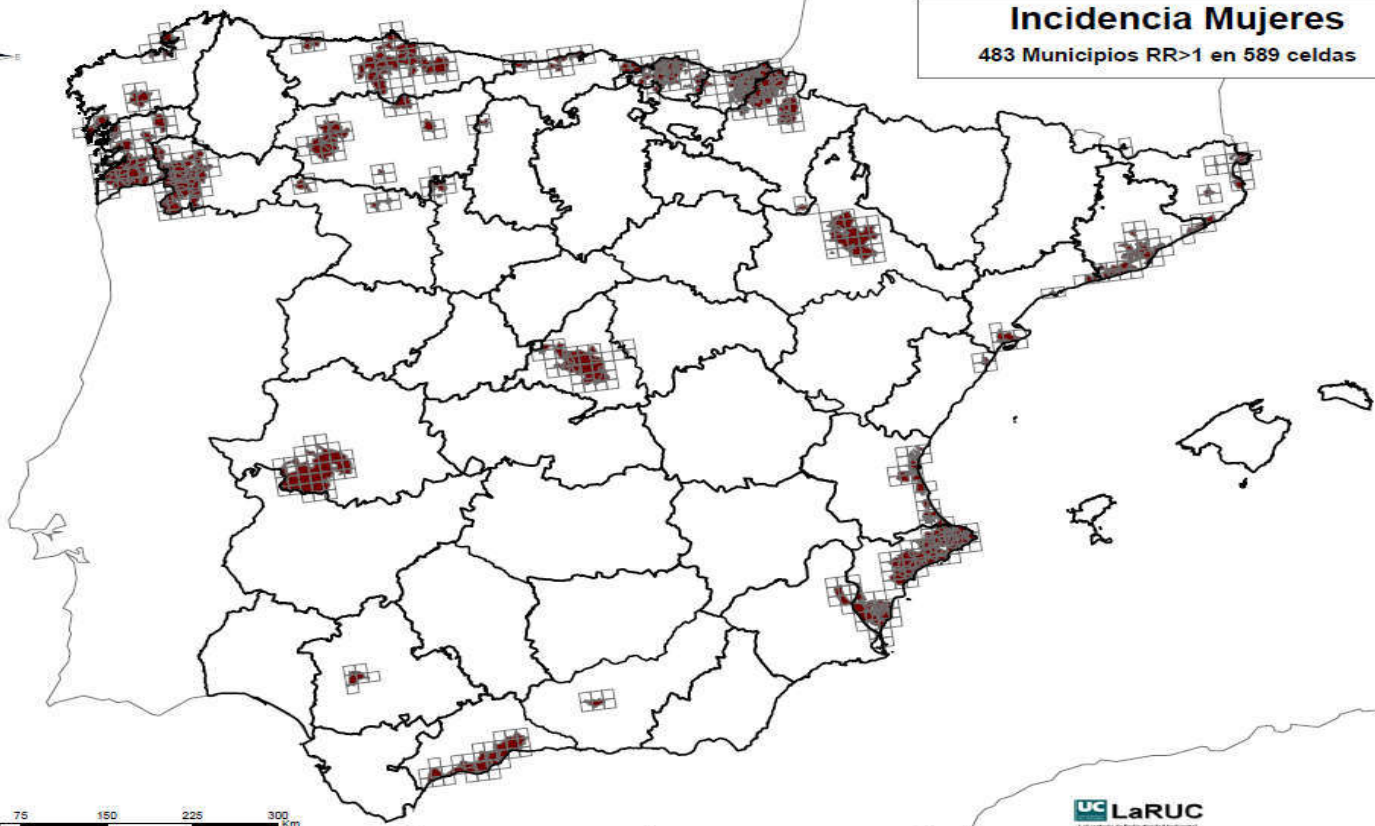 Incidencia Mujeres
483 Municipios RR>1 en 589 celdas
75 150 225 300
Km
UC LaRUC